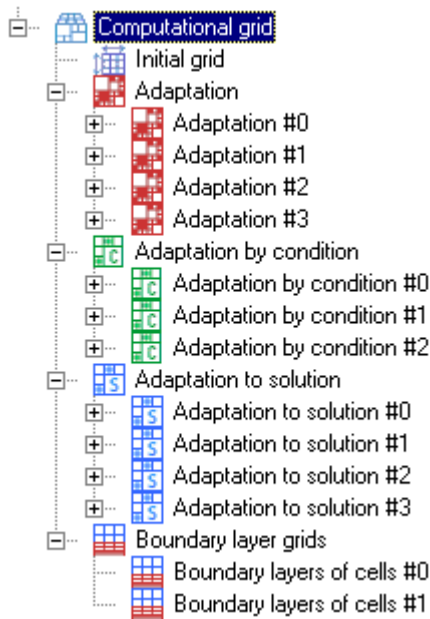 Computational grid
Initial grid
Adaptation
Adaptation #0
Adaptation #1
Adaptation #2
Adaptation #3
Adaptation by condition
Adaptation by condition #0
Adaptation by condition #1
Adaptation by condition #2
Adaptation to solution
Adaptation to solution #0
Adaptation to solution #1
Adaptation to solution #2
Adaptation to solution #3
Boundary layer grids
Boundary layers of cells #0
Boundary layers of cells #1